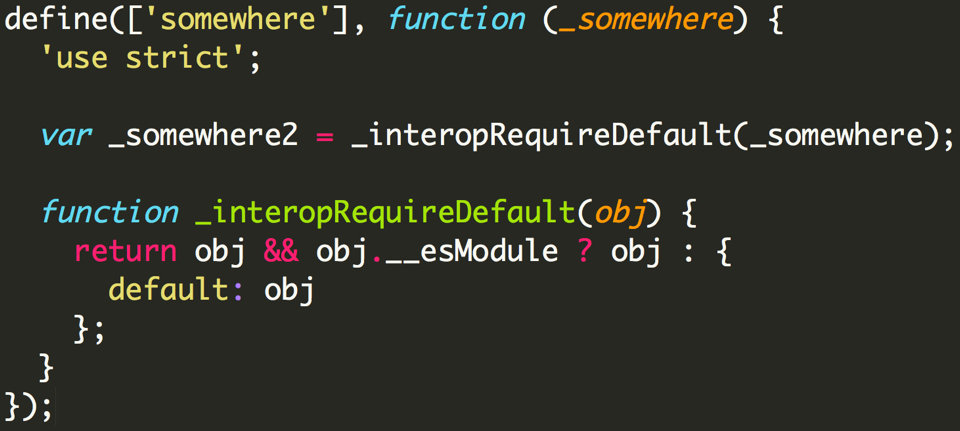 define(['somewhere'], function (_somewhere) {
  'use strict';

  var _somewhere2 = _interopRequireDefault(_somewhere);

  function _interopRequireDefault(obj) {
    return obj && obj.__esModule ? obj : {
      default: obj
    };
  }
});